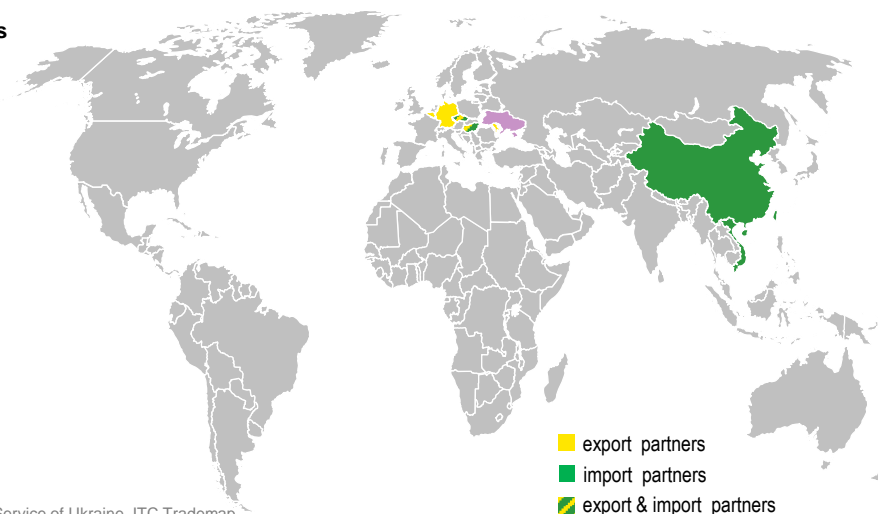 s
export partners
import partners
export & import partners
Service of Ukraine, ITC Trademap